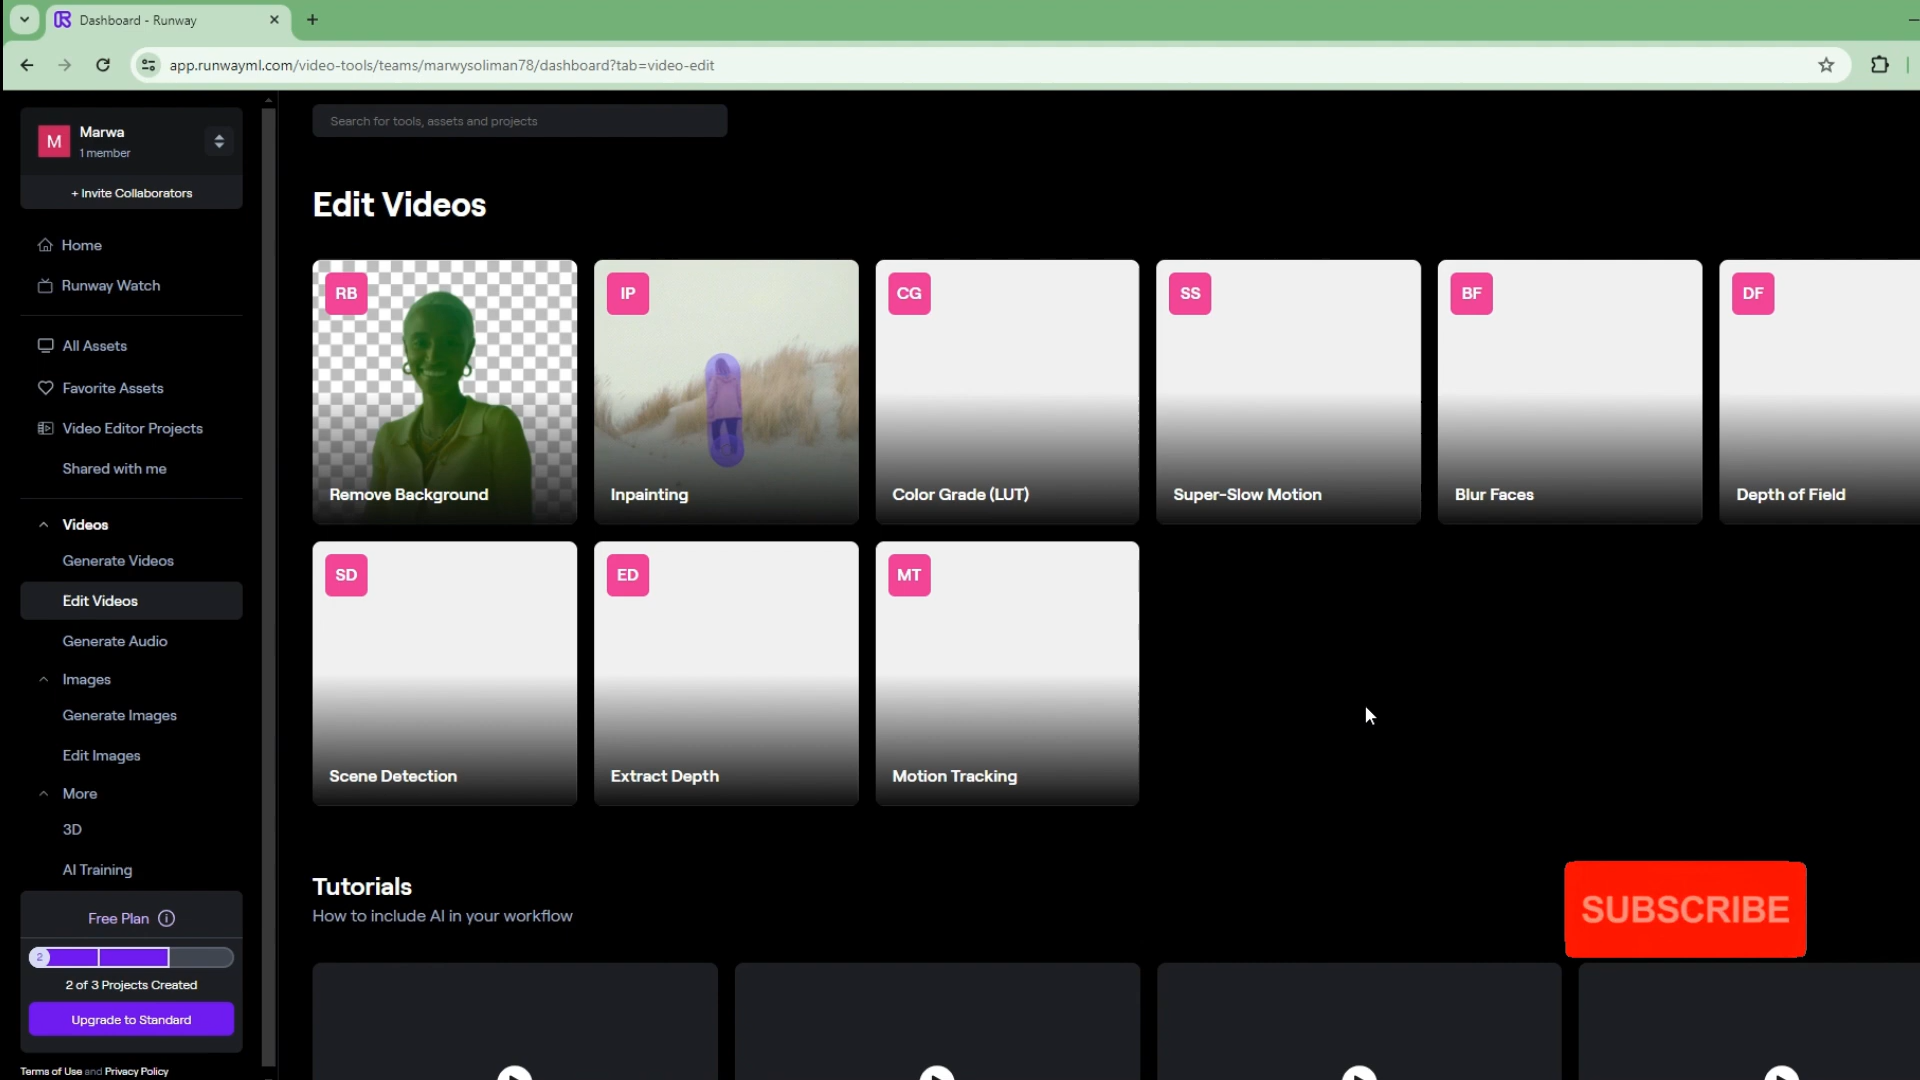 Dashboard - Runway
app.runwayml.com/video-tools/teams/marwysoliman78/dashboard?tab=video-edit
M
Marwa
1 member
+ Invite Collaborators
Home
Runway Watch
All Assets
Favorite Assets
Video Editor Projects
Shared with me
Videos
Generate Videos
Edit Videos
Generate Audio
Images
Generate Images
Edit Images
More
3D
AI Training
Free Plan
2
2 of 3 Projects Created
Upgrade to Standard
Terms of Use and Privacy Policy
Search for tools, assets and projects
Edit Videos
RB
Remove Background
IP
Inpainting
CG
Color Grade (LUT)
SS
Super-Slow Motion
BF
Blur Faces
DF
Depth of Field
SD
Scene Detection
ED
Extract Depth
MT
Motion Tracking
Tutorials
How to include AI in your workflow
SUBSCRIBE